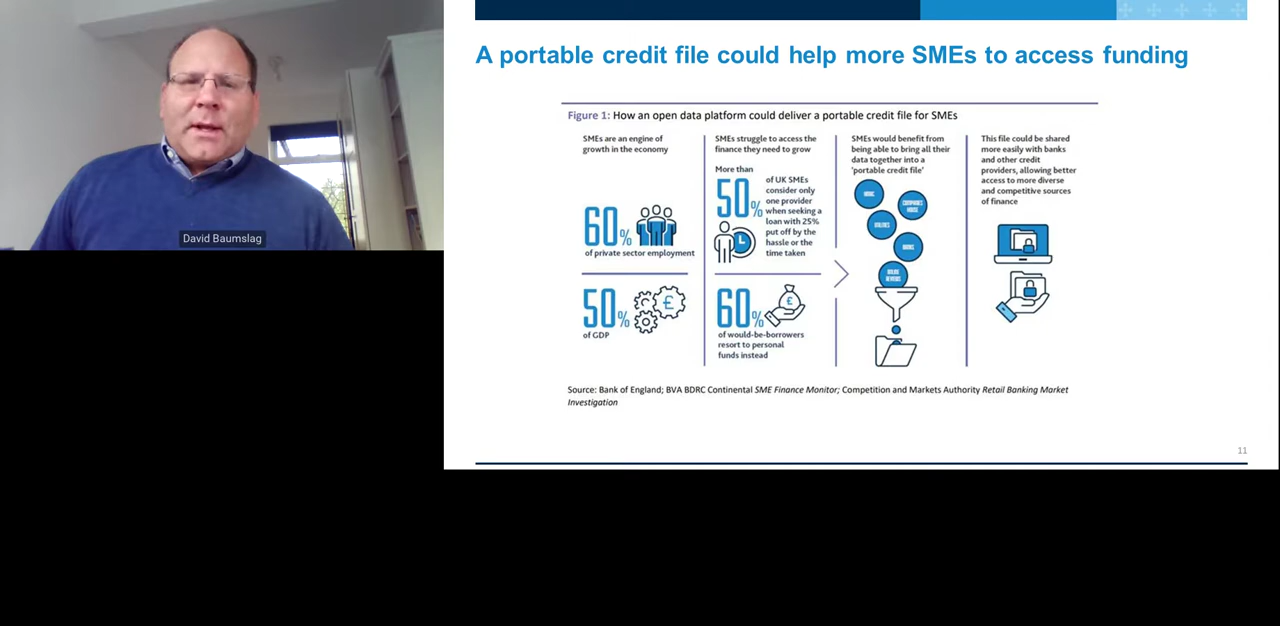 David Baumslag
A portable credit file could help more SMEs to access funding
Figure 1: How an open data platform could deliver a portable credit file for SMEs
SMEs are an engine of
growth in the economy
60%
of private sector employment
50%
of GDP
SMEs struggle to access the
finance they need to grow
More than
50%
of UK SMEs
consider only
one provider
when seeking a
loan with 25%
put off by the
hassle or the
time taken
60%
of would-be-borrowers
resort to personal
funds instead
SMEs would benefit from
being able to bring all their
data together into a
'portable credit file'
COMPANIES
HOUSE
UTILITIES
ONLINE
REVIEWS
£
£
This file could be shared
more easily with banks
and other credit
providers, allowing better
access to more diverse
and competitive sources
of finance
Source: Bank of England; BVA BDRC Continental SME Finance Monitor; Competition and Markets Authority Retail Banking Market
Investigation
11